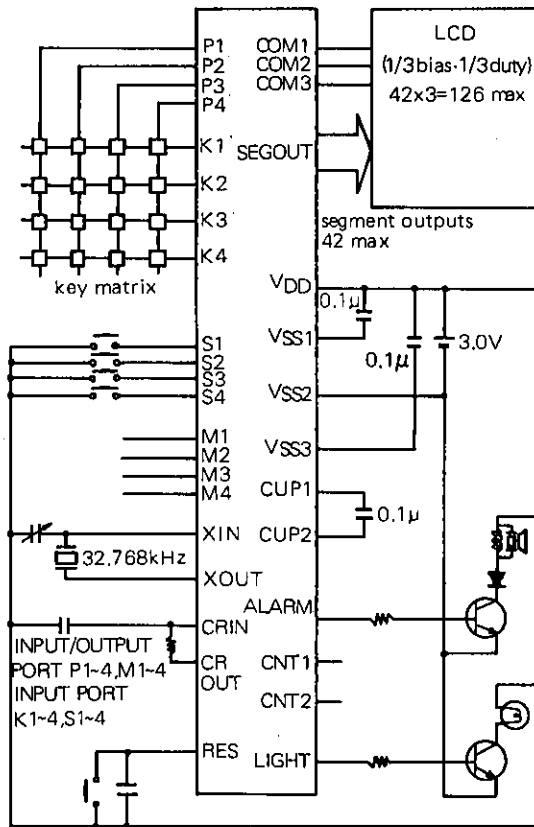 P1
P2
P3
P4
K1
K2
K3
K4
key matrix
S1
S2
S3
S4
M1
M2
M3
M4
XIN
32.768kHz
XOUT
CRIN
CR
OUT
INPUT/OUTPUT
PORT P1~4,M1~4
INPUT PORT
K1~4,S1~4
RES
COM1
COM2
COM3
SEGOUT
LCD
(1/3bias·1/3duty)
42x3=126 max
segment outputs
42 max
VDD
0.1μ
VSS1
0.1μ
3.0V
VSS2
VSS3
CUP1
0.1μ
CUP2
ALARM
CNT1
CNT2
LIGHT